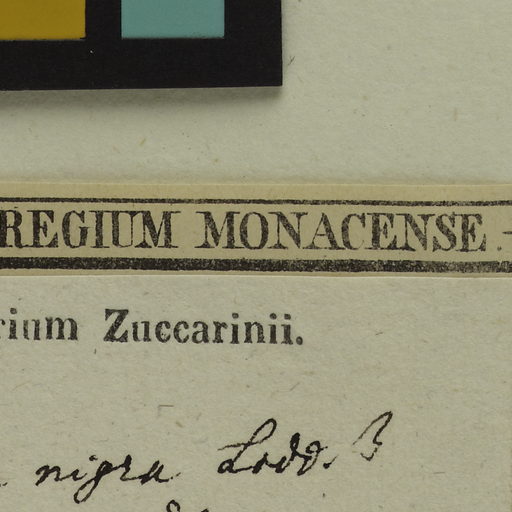 REGIUM MONACENSE.
rium Zuccarinii.
nigra Lodd. β